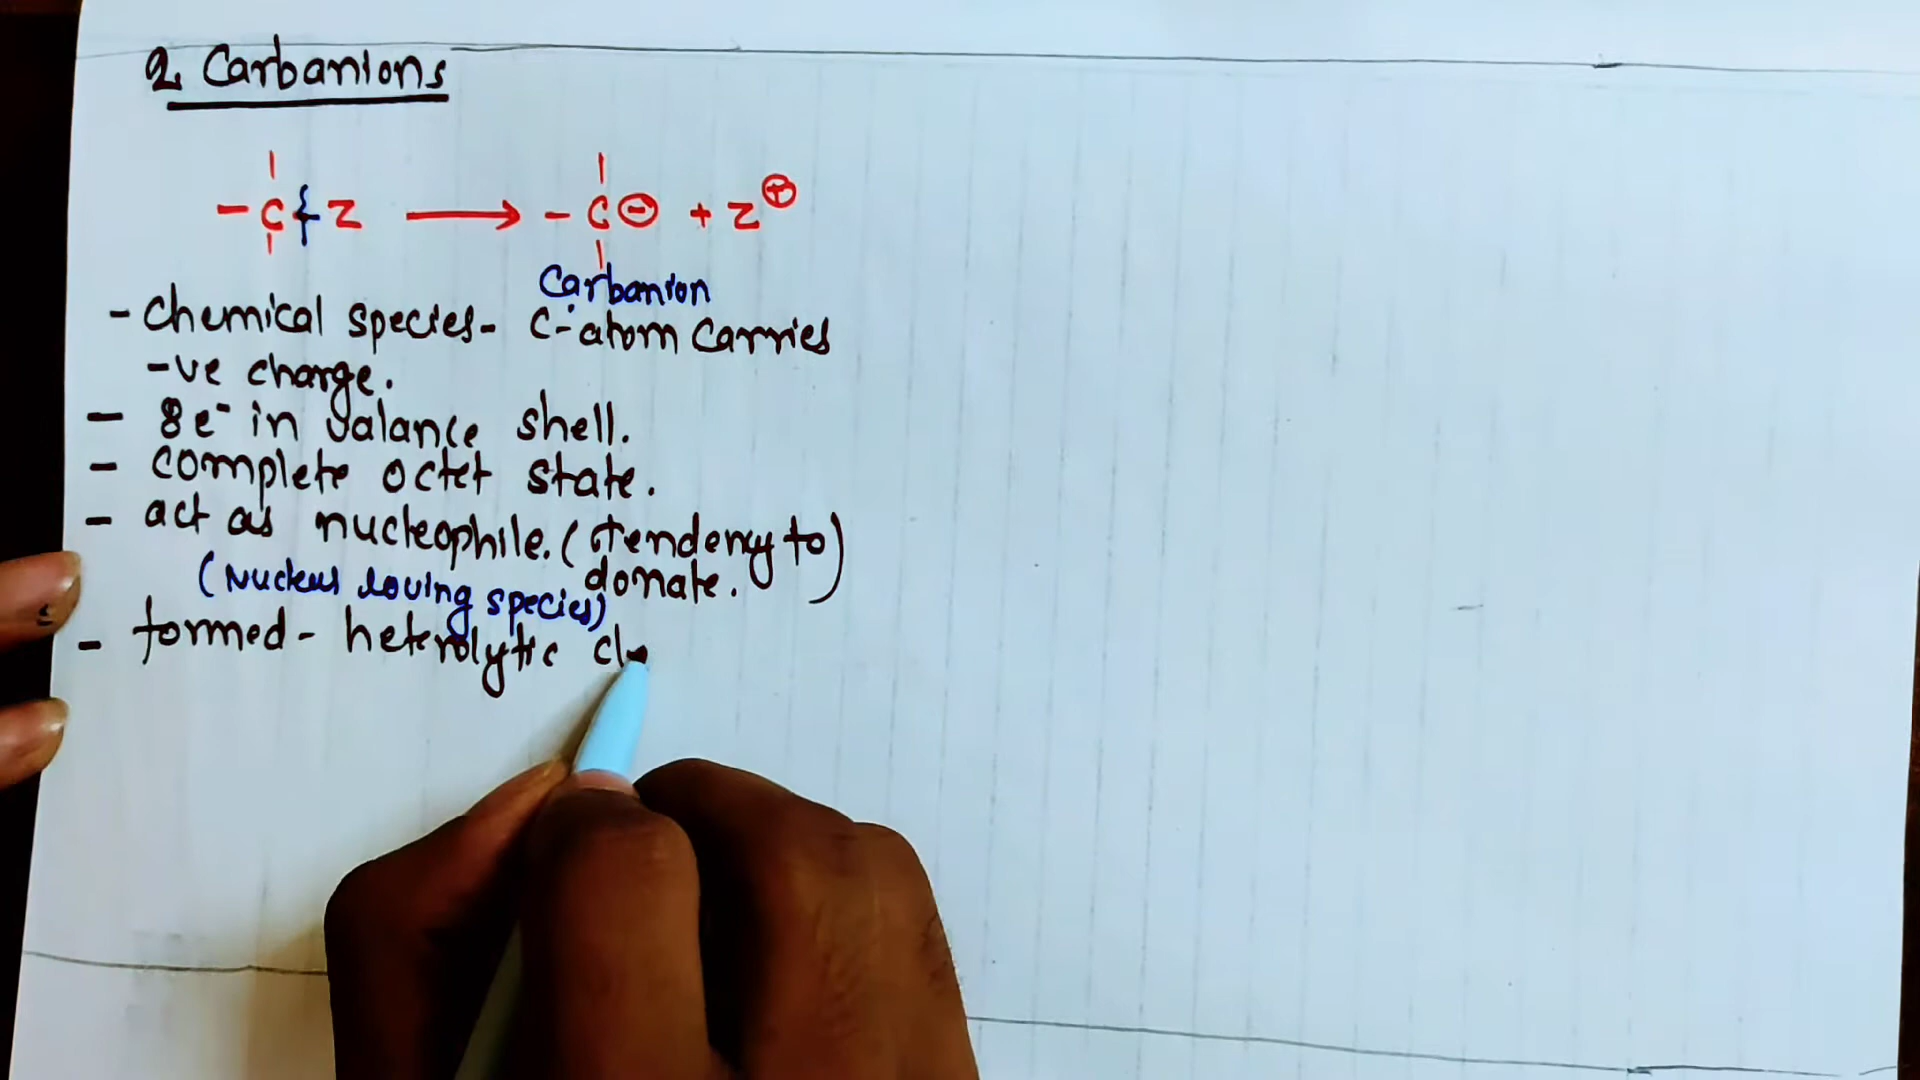 2. Carbanions
- C - Z → - C ⊖ + Z ⊕
Carbanion
- chemical species - C-atom carries
-ve charge.
- 8e⁻ in valance shell.
- complete octet state.
- act as nucleophile. (tendency to)
donate.
(Nucleus loving species)
- formed - heterolytic cl